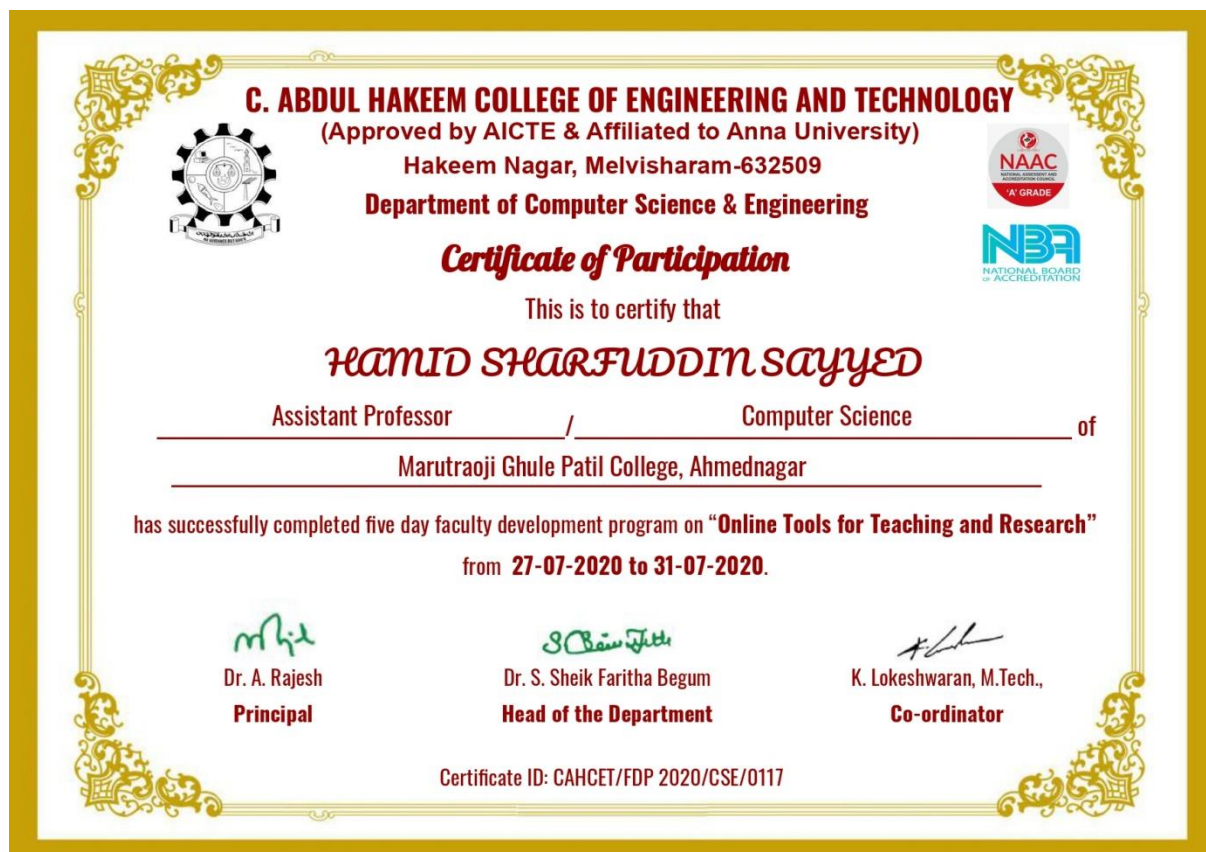 C. ABDUL HAKEEM COLLEGE OF ENGINEERING AND TECHNOLOGY
(Approved by AICTE & Affiliated to Anna University)
Hakeem Nagar, Melvisharam-632509
Department of Computer Science & Engineering
NAAC
NATIONAL ASSESSMENT AND
ACCREDITATION COUNCIL
'A' GRADE
NBA
NATIONAL BOARD
OF ACCREDITATION
Certificate of Participation
This is to certify that
HAMID SHARFUDDIN SAYYED
Assistant Professor / Computer Science of
Marutraoji Ghule Patil College, Ahmednagar
has successfully completed five day faculty development program on “Online Tools for Teaching and Research”
from 27-07-2020 to 31-07-2020.
Dr. A. Rajesh Dr. S. Sheik Faritha Begum K. Lokeshwaran, M.Tech.,
Principal Head of the Department Co-ordinator
Certificate ID: CAHCET/FDP 2020/CSE/0117